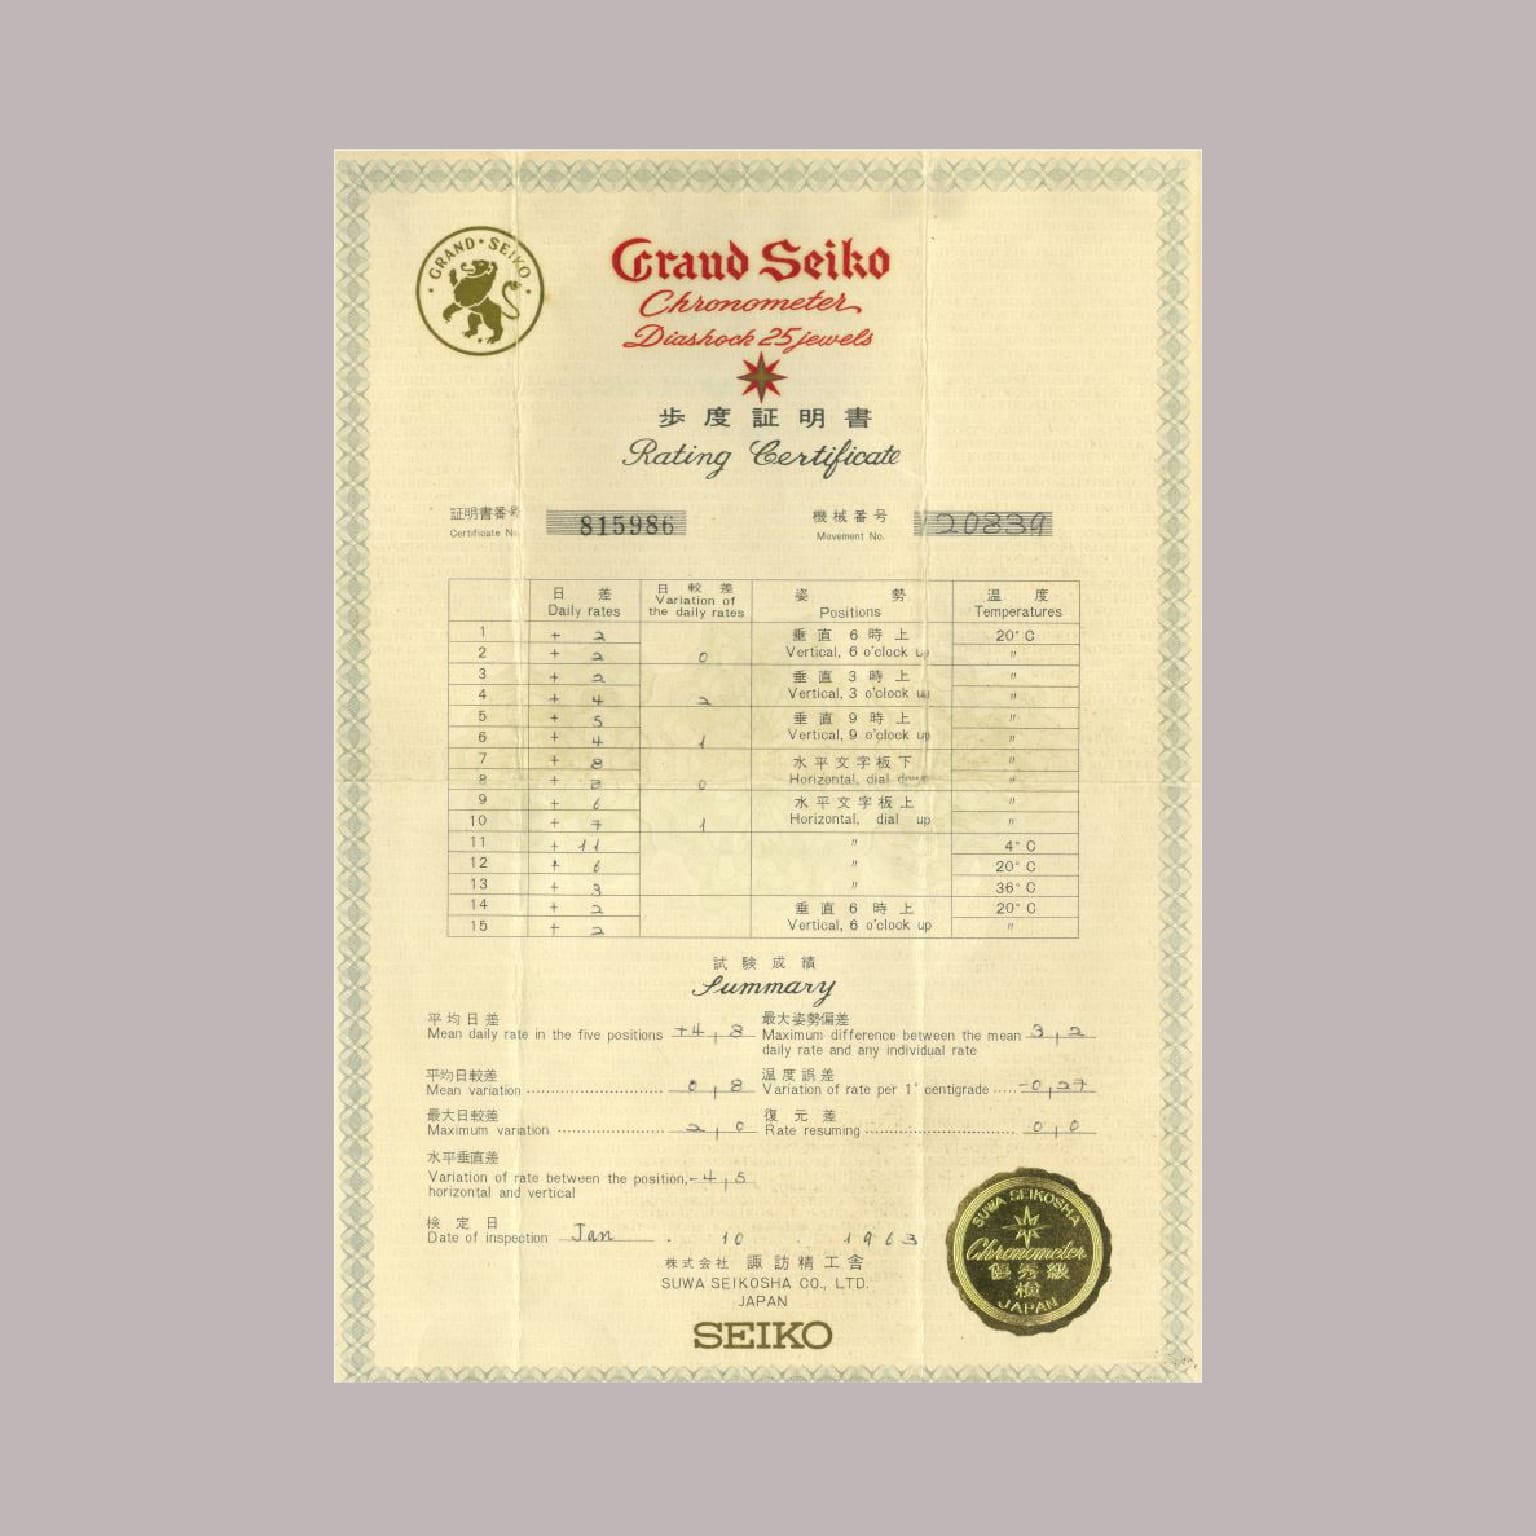 GRAND・SEIKO
Grand Seiko
Chronometer
Diashock 25 jewels
歩度証明書
Rating Certificate
証明書番号 815986 機械番号 20839
Certificate No. Movement No.
日差 日較差 姿勢 温度
Daily rates Variation of the daily rates Positions Temperatures
1 + 2 垂直6時上 20°C
2 + 2 0 Vertical, 6 o'clock up 〃
3 + 2 垂直3時上 〃
4 + 4 2 Vertical, 3 o'clock up 〃
5 + 5 垂直9時上 〃
6 + 4 1 Vertical, 9 o'clock up 〃
7 + 8 水平文字板下 〃
8 + 8 0 Horizontal, dial down 〃
9 + 6 水平文字板上 〃
10 + 7 1 Horizontal, dial up 〃
11 + 11 〃 4°C
12 + 6 〃 20°C
13 + 3 〃 36°C
14 + 2 垂直6時上 20°C
15 + 2 Vertical, 6 o'clock up 〃
試験成績
Summary
平均日差 最大姿勢偏差
Mean daily rate in the five positions +4,8 Maximum difference between the mean 3,2
daily rate and any individual rate
平均日較差 温度誤差
Mean variation 0,8 Variation of rate per 1° centigrade -0,27
最大日較差 復元差
Maximum variation 2,0 Rate resuming 0,0
水平垂直差
Variation of rate between the position, -4,5
horizontal and vertical
検定日
Date of inspection Jan . 10 . 1963
株式会社 諏訪精工舎
SUWA SEIKOSHA CO., LTD.
JAPAN
SEIKO
SUWA SEIKOSHA
Chronometer
優秀級
検
JAPAN